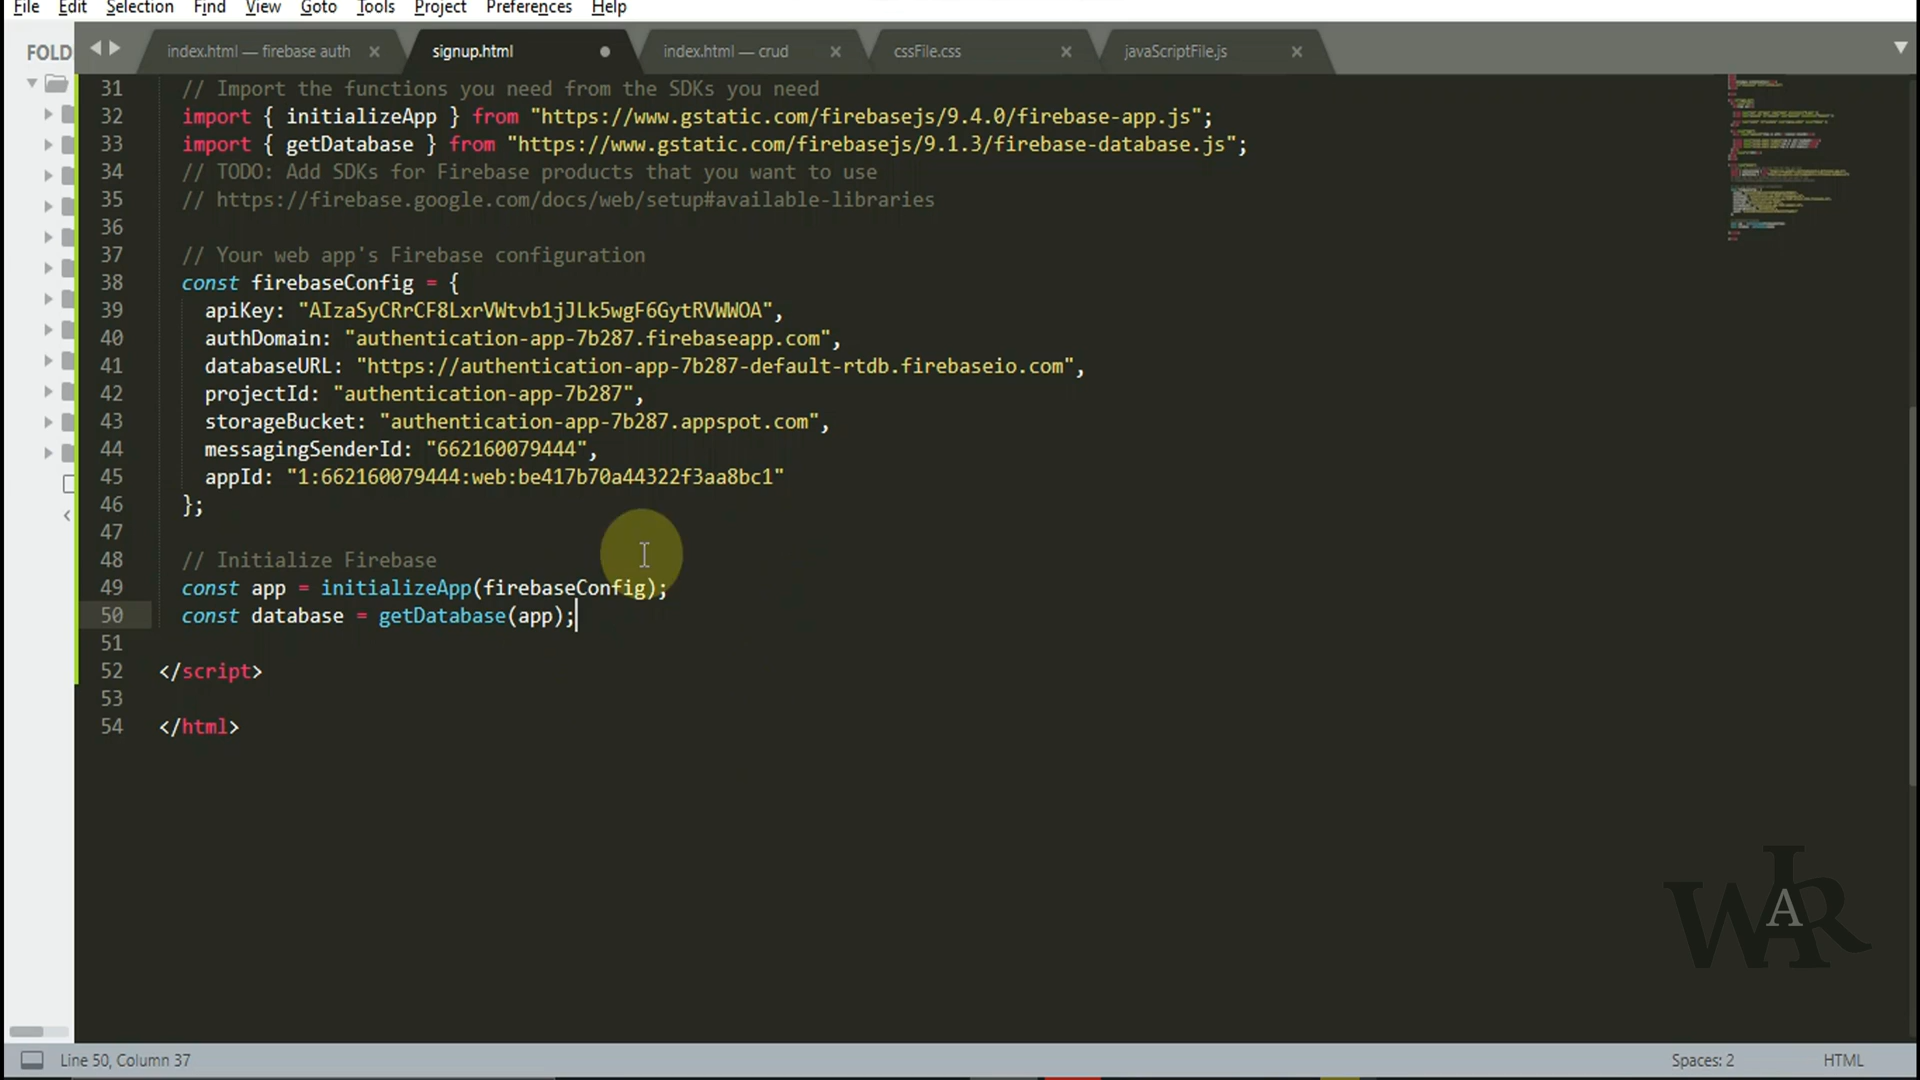 File Edit Selection Find View Goto Tools Project Preferences Help
FOLD
index.html — firebase auth signup.html index.html — crud cssFile.css javaScriptFile.js
31 // Import the functions you need from the SDKs you need
32 import { initializeApp } from "https://www.gstatic.com/firebasejs/9.4.0/firebase-app.js";
33 import { getDatabase } from "https://www.gstatic.com/firebasejs/9.1.3/firebase-database.js";
34 // TODO: Add SDKs for Firebase products that you want to use
35 // https://firebase.google.com/docs/web/setup#available-libraries
36
37 // Your web app's Firebase configuration
38 const firebaseConfig = {
39 apiKey: "AIzaSyCRrCF8LxrVWtvb1jJLk5wgF6GytRVWWOA",
40 authDomain: "authentication-app-7b287.firebaseapp.com",
41 databaseURL: "https://authentication-app-7b287-default-rtdb.firebaseio.com",
42 projectId: "authentication-app-7b287",
43 storageBucket: "authentication-app-7b287.appspot.com",
44 messagingSenderId: "662160079444",
45 appId: "1:662160079444:web:be417b70a44322f3aa8bc1"
46 };
47
48 // Initialize Firebase
49 const app = initializeApp(firebaseConfig);
50 const database = getDatabase(app);
51
52 </script>
53
54 </html>
WAR
Line 50, Column 37 Spaces: 2 HTML